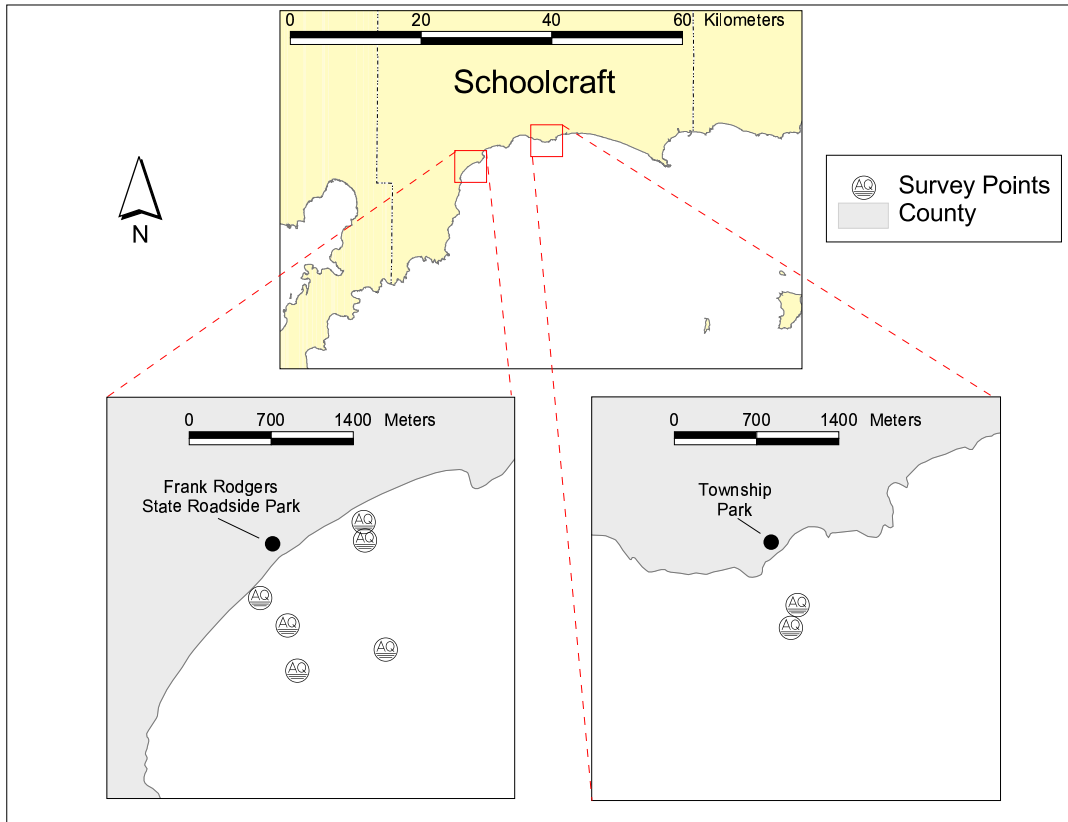 0 20 40 60 Kilometers
Schoolcraft
N
AQ Survey Points
County
0 700 1400 Meters
Frank Rodgers
State Roadside Park
AQ
AQ
AQ
AQ
AQ
AQ
0 700 1400 Meters
Township
Park
AQ
AQ